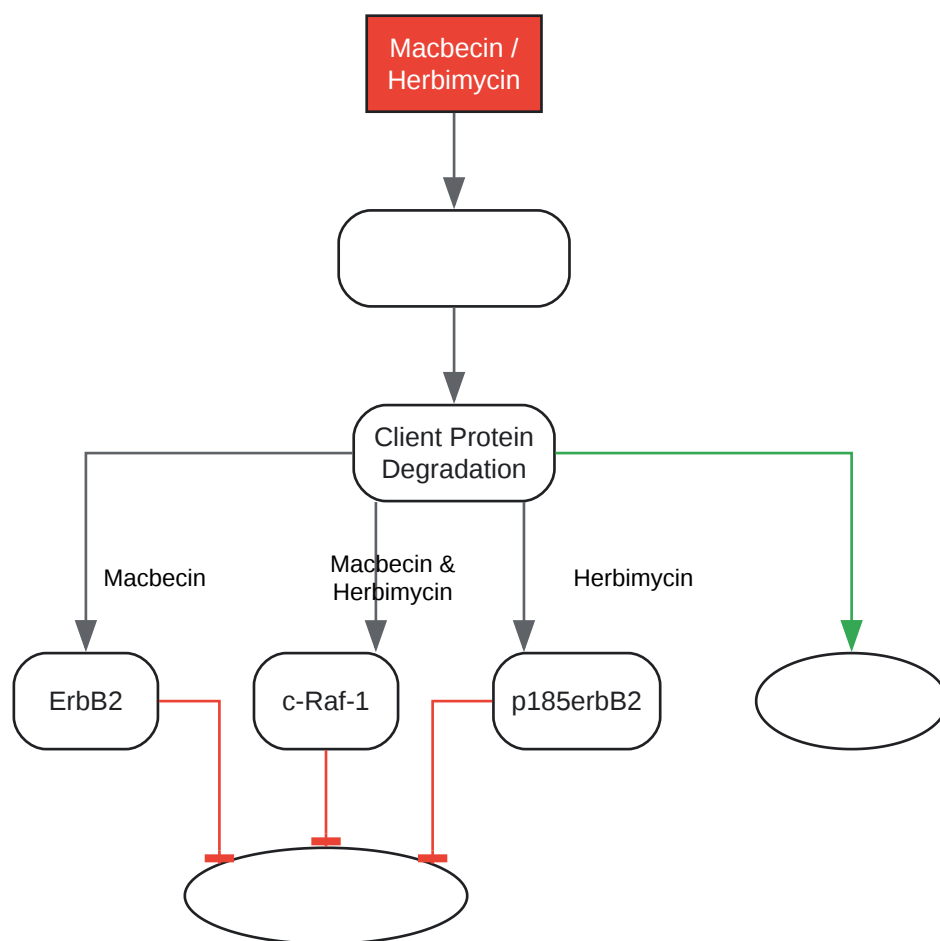 Macbecin /
Herbimycin
Client Protein
Degradation
Macbecin
Macbecin &
Herbimycin
Herbimycin
ErbB2
c-Raf-1
p185erbB2